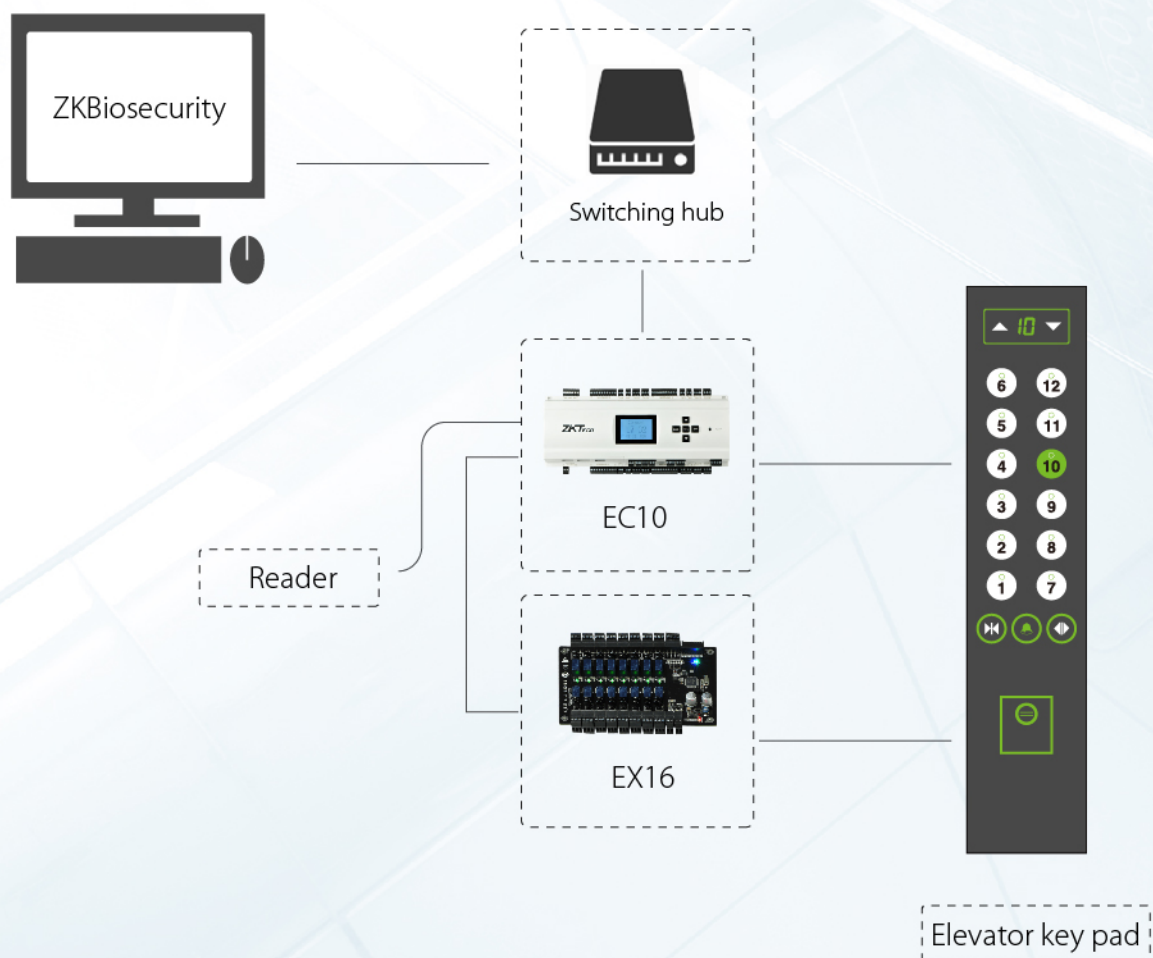 ZKBiosecurity
Switching hub
10
6 12
5 11
4 10
3 9
2 8
1 7
ZKTeco
EC10
Reader
EX16
Elevator key pad